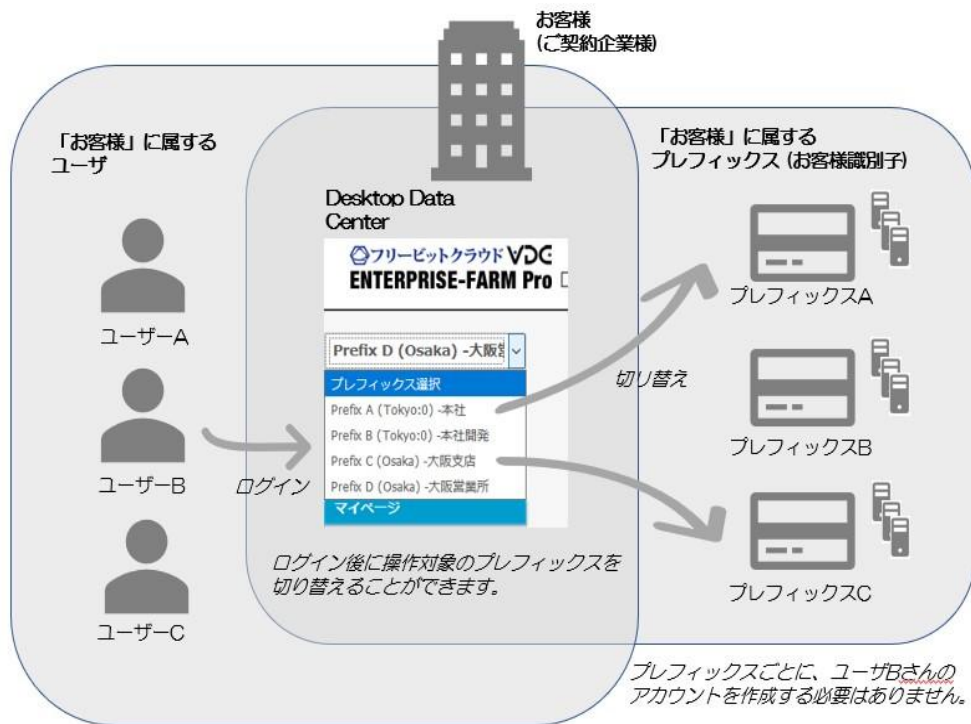 お客様
(ご契約企業様)
「お客様」に属する
ユーザ
「お客様」に属する
プレフィックス (お客様識別子)
Desktop Data
Center
フリービットクラウド VDC
ENTERPRISE-FARM Pro
Prefix D (Osaka) -大阪営
プレフィックス選択
Prefix A (Tokyo:0) -本社
Prefix B (Tokyo:0) -本社開発
Prefix C (Osaka) -大阪支店
Prefix D (Osaka) -大阪営業所
マイページ
ユーザーA
ユーザーB
ユーザーC
ログイン
切り替え
プレフィックスA
プレフィックスB
プレフィックスC
ログイン後に操作対象のプレフィックスを
切り替えることができます。
プレフィックスごとに、ユーザBさんの
アカウントを作成する必要はありません。